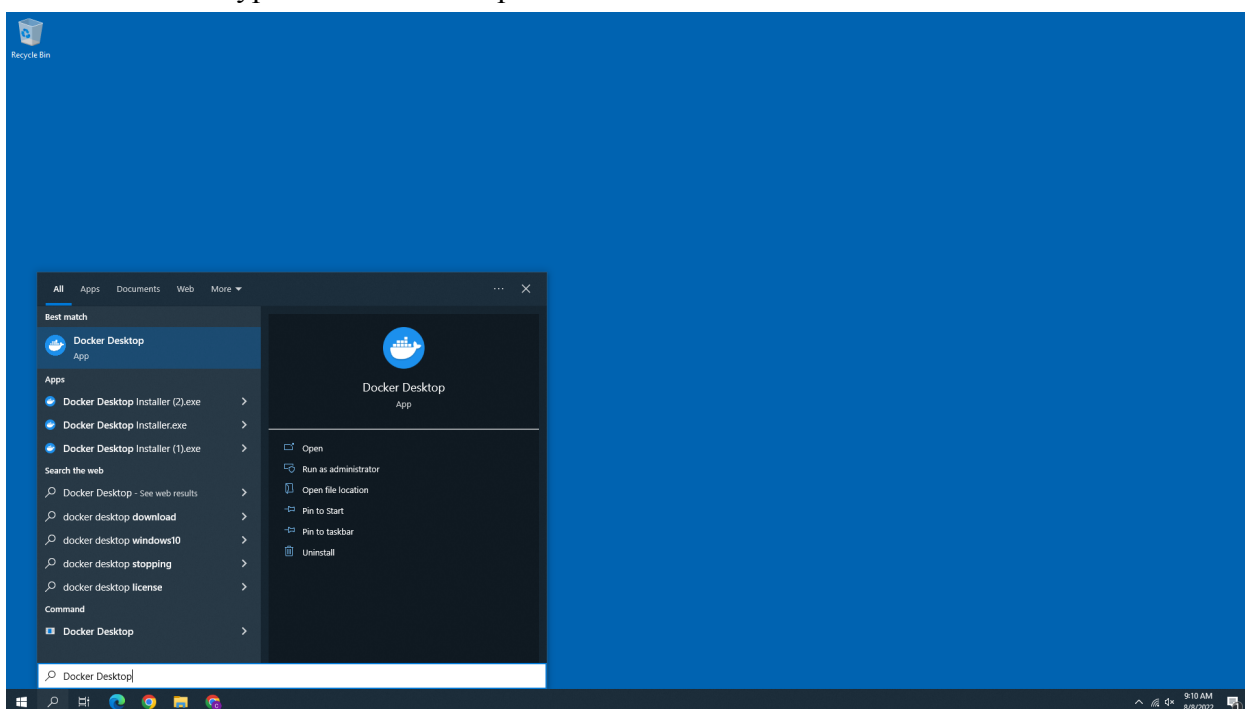 Recycle Bin
All Apps Documents Web More
Best match
Docker Desktop
App
Apps
Docker Desktop Installer (2).exe
Docker Desktop Installer.exe
Docker Desktop Installer (1).exe
Search the web
Docker Desktop - See web results
docker desktop download
docker desktop windows10
docker desktop stopping
docker desktop license
Command
Docker Desktop
Docker Desktop
App
Open
Run as administrator
Open file location
Pin to Start
Pin to taskbar
Uninstall
Docker Desktop
9:10 AM
8/8/2022